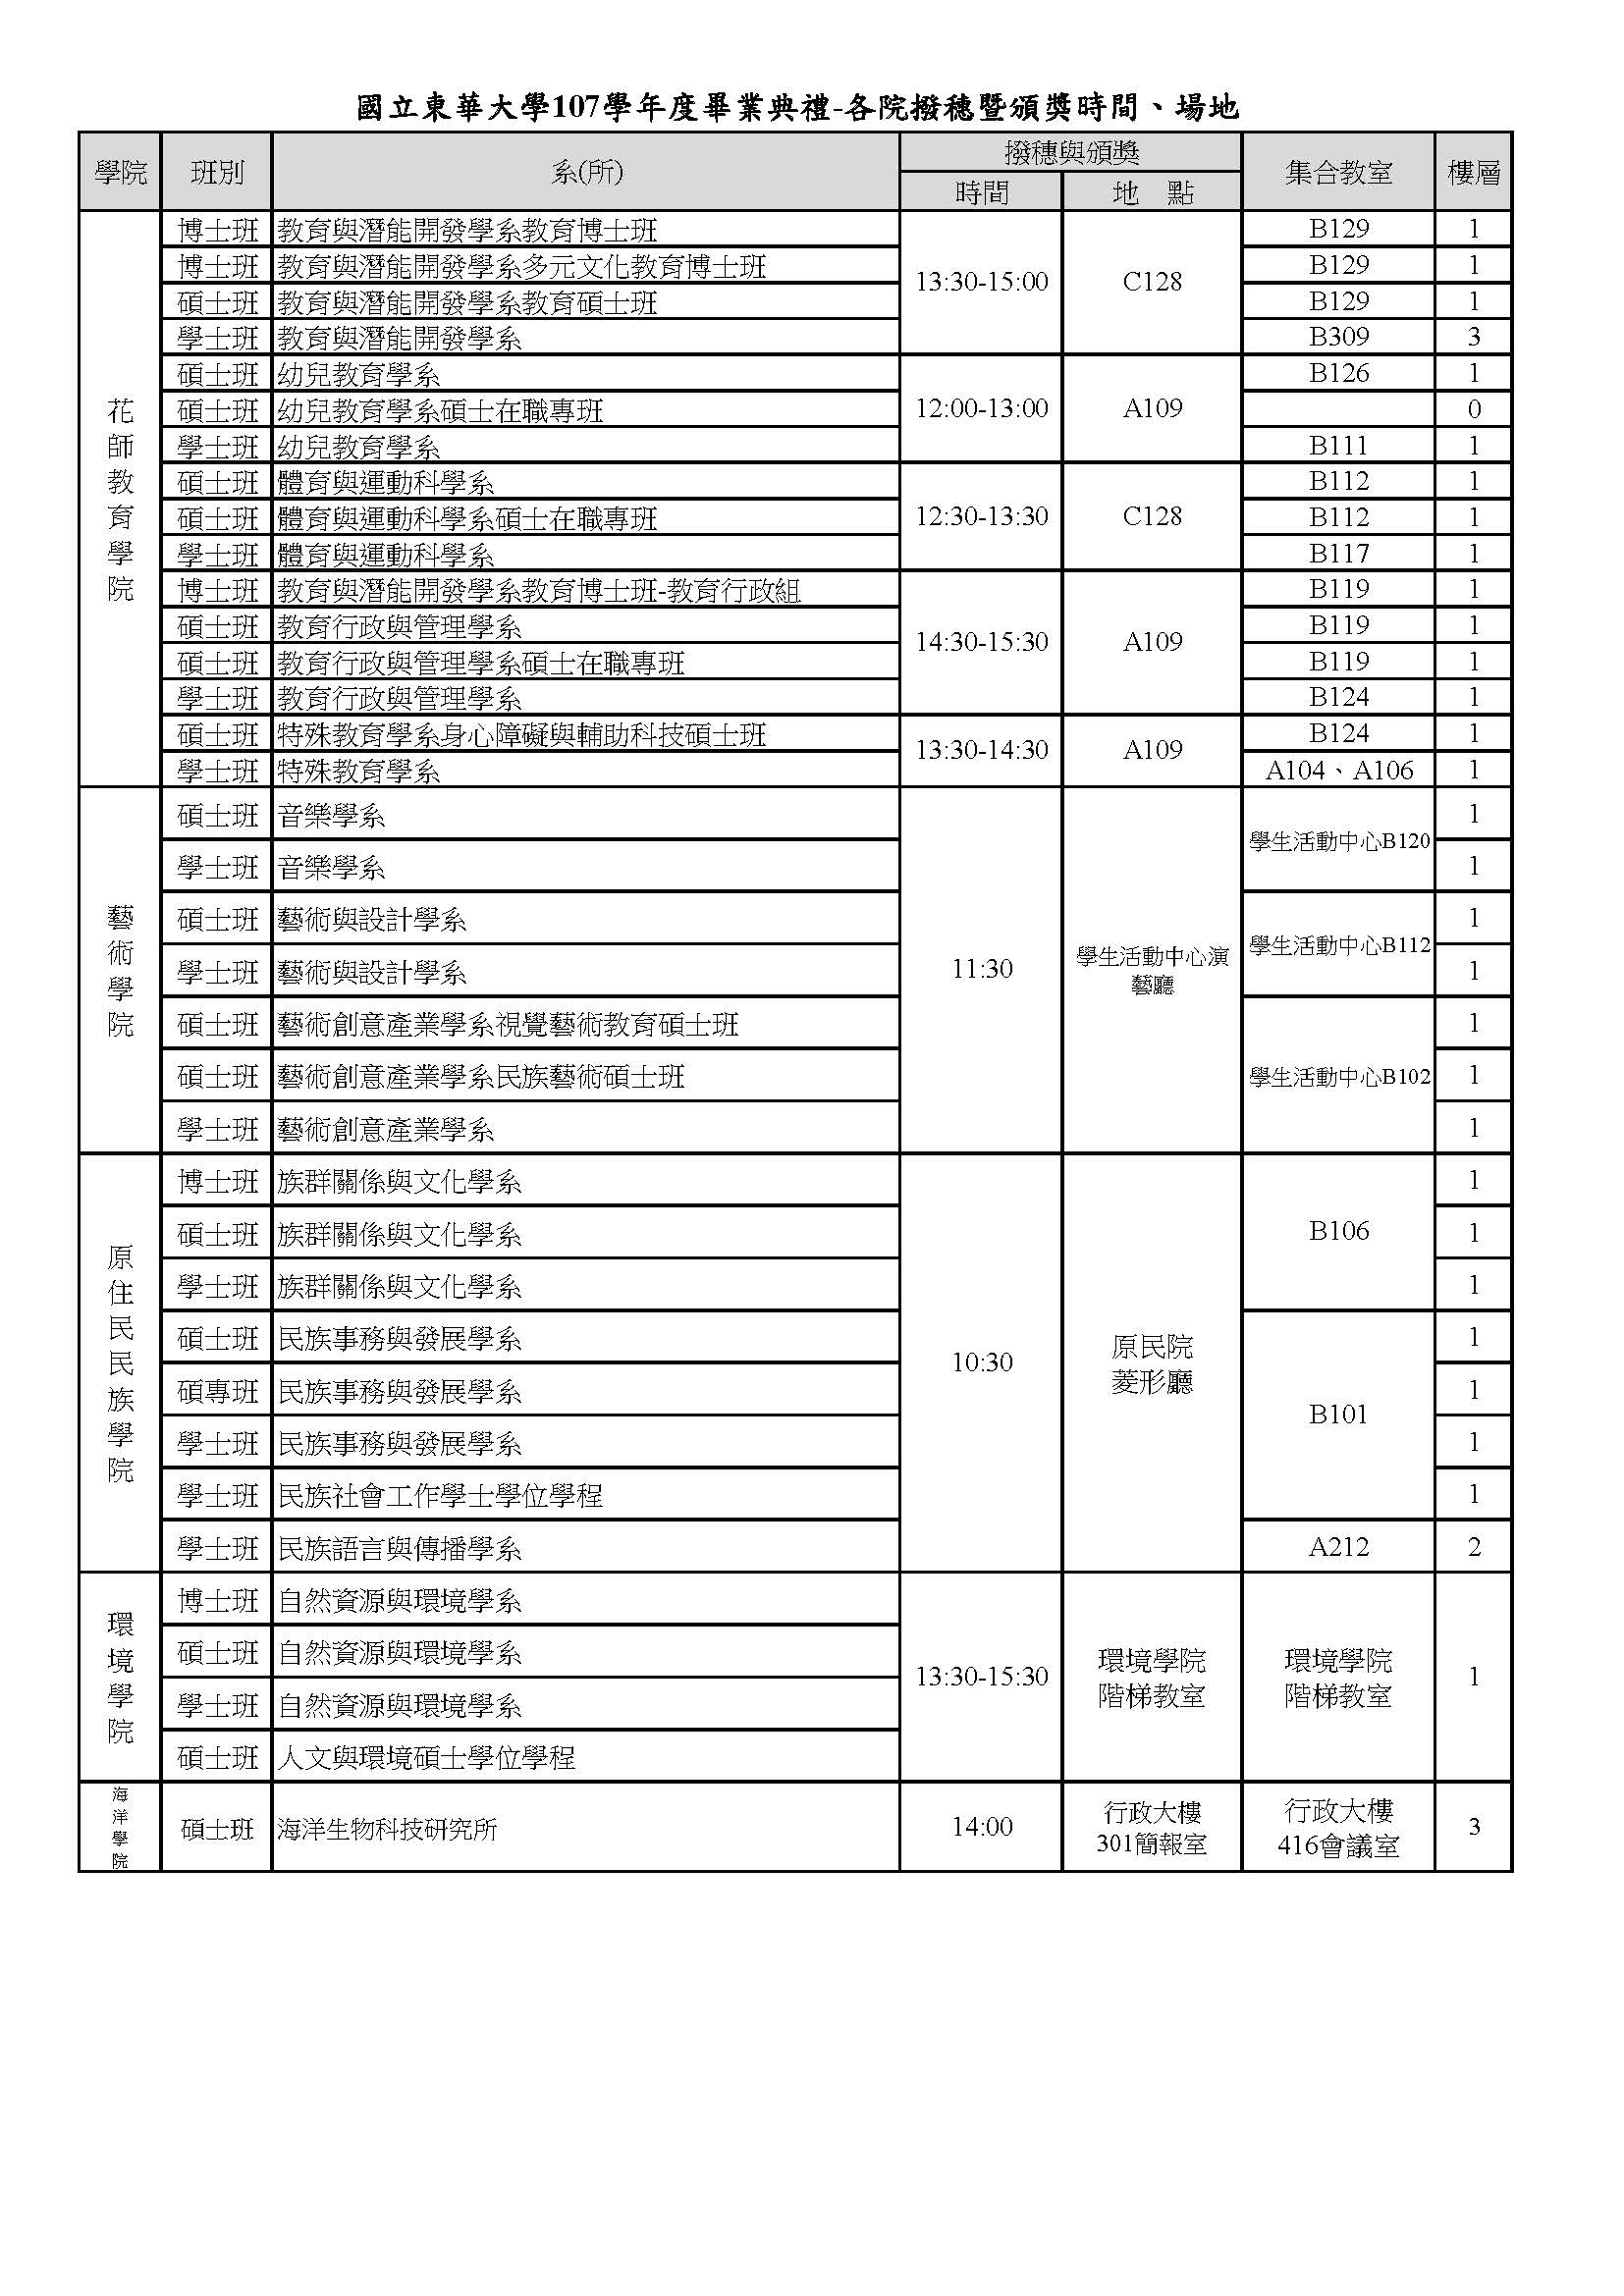 國立東華大學107學年度畢業典禮-各院撥穗暨頒獎時間、場地
學院 班別 系(所) 撥穗與頒獎 集合教室 樓層
時間 地 點
花師教育學院
博士班 教育與潛能開發學系教育博士班 13:30-15:00 C128 B129 1
博士班 教育與潛能開發學系多元文化教育博士班 B129 1
碩士班 教育與潛能開發學系教育碩士班 B129 1
學士班 教育與潛能開發學系 B309 3
碩士班 幼兒教育學系 12:00-13:00 A109 B126 1
碩士班 幼兒教育學系碩士在職專班 0
學士班 幼兒教育學系 B111 1
碩士班 體育與運動科學系 12:30-13:30 C128 B112 1
碩士班 體育與運動科學系碩士在職專班 B112 1
學士班 體育與運動科學系 B117 1
博士班 教育與潛能開發學系教育博士班-教育行政組 14:30-15:30 A109 B119 1
碩士班 教育行政與管理學系 B119 1
碩士班 教育行政與管理學系碩士在職專班 B119 1
學士班 教育行政與管理學系 B124 1
碩士班 特殊教育學系身心障礙與輔助科技碩士班 13:30-14:30 A109 B124 1
學士班 特殊教育學系 A104、A106 1
藝術學院
碩士班 音樂學系 11:30 學生活動中心演藝廳 學生活動中心B120 1
學士班 音樂學系 1
碩士班 藝術與設計學系 學生活動中心B112 1
學士班 藝術與設計學系 1
碩士班 藝術創意產業學系視覺藝術教育碩士班 學生活動中心B102 1
碩士班 藝術創意產業學系民族藝術碩士班 1
學士班 藝術創意產業學系 1
原住民民族學院
博士班 族群關係與文化學系 10:30 原民院菱形廳 B106 1
碩士班 族群關係與文化學系 1
學士班 族群關係與文化學系 1
碩士班 民族事務與發展學系 B101 1
碩專班 民族事務與發展學系 1
學士班 民族事務與發展學系 1
學士班 民族社會工作學士學位學程 1
學士班 民族語言與傳播學系 A212 2
環境學院
博士班 自然資源與環境學系 13:30-15:30 環境學院階梯教室 環境學院階梯教室 1
碩士班 自然資源與環境學系
學士班 自然資源與環境學系
碩士班 人文與環境碩士學位學程
海洋學院
碩士班 海洋生物科技研究所 14:00 行政大樓301簡報室 行政大樓416會議室 3